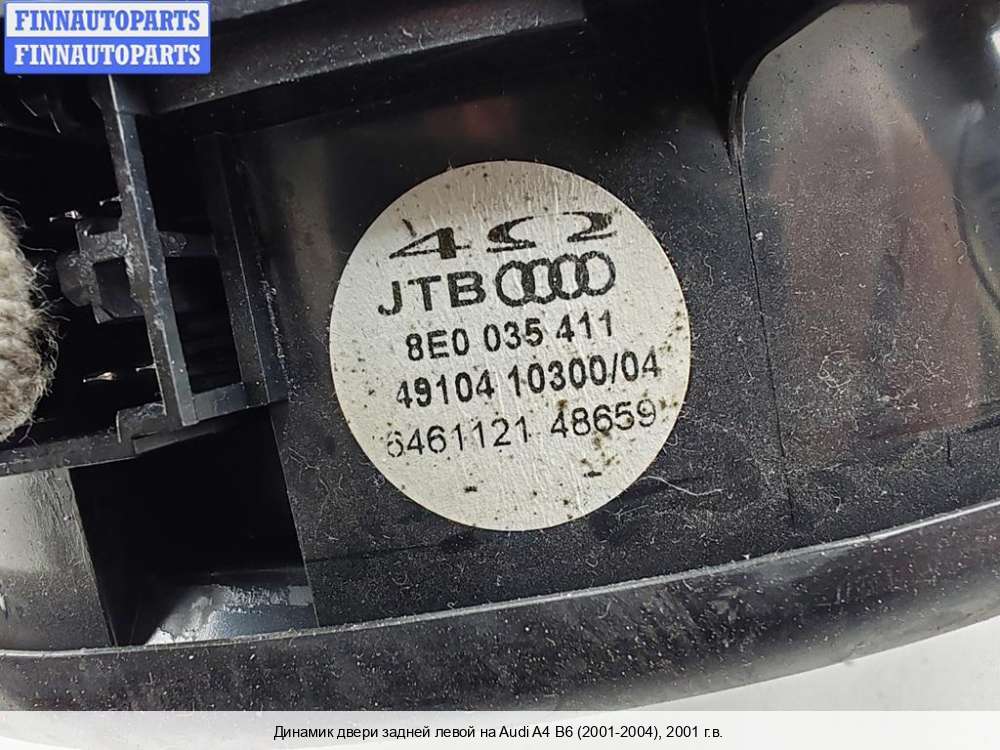 FINNAUTOPARTS
FINNAUTOPARTS
4Ω
JTB
8E0 035 411
49104 10300/04
6461121 48659
Динамик двери задней левой на Audi A4 B6 (2001-2004), 2001 г.в.